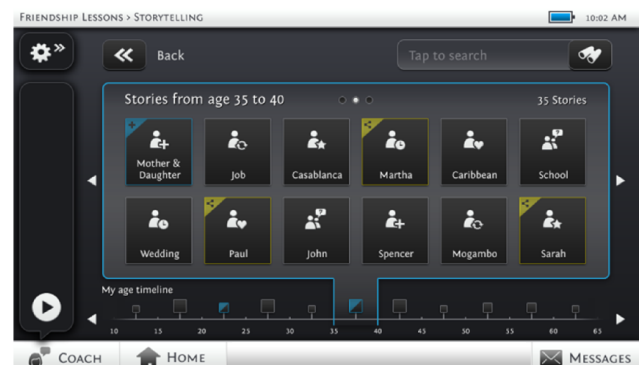 FRIENDSHIP LESSONS > STORYTELLING
10:02 AM
Back
Tap to search
Stories from age 35 to 40
35 Stories
Mother &
Daughter
Job
Casablanca
Martha
Caribbean
School
Wedding
Paul
John
Spencer
Mogambo
Sarah
My age timeline
10 15 20 25 30 35 40 45 50 55 60 65
COACH
HOME
MESSAGES